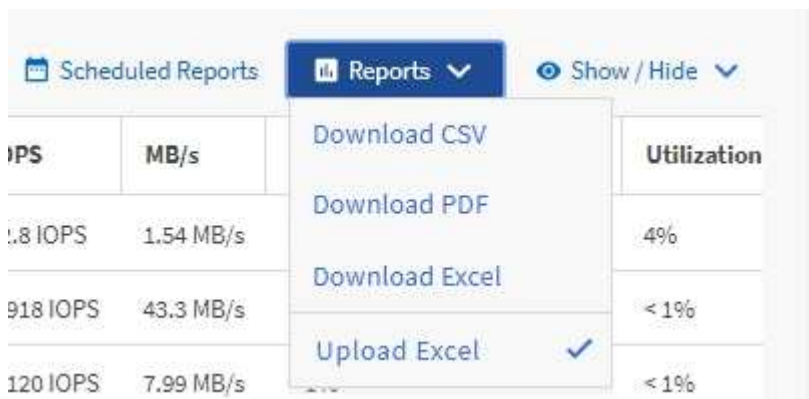 Scheduled Reports Reports Show / Hide
MB/s Utilization
Download CSV
Download PDF
1.54 MB/s 4%
Download Excel
918 IOPS 43.3 MB/s < 1%
Upload Excel
120 IOPS 7.99 MB/s < 1%